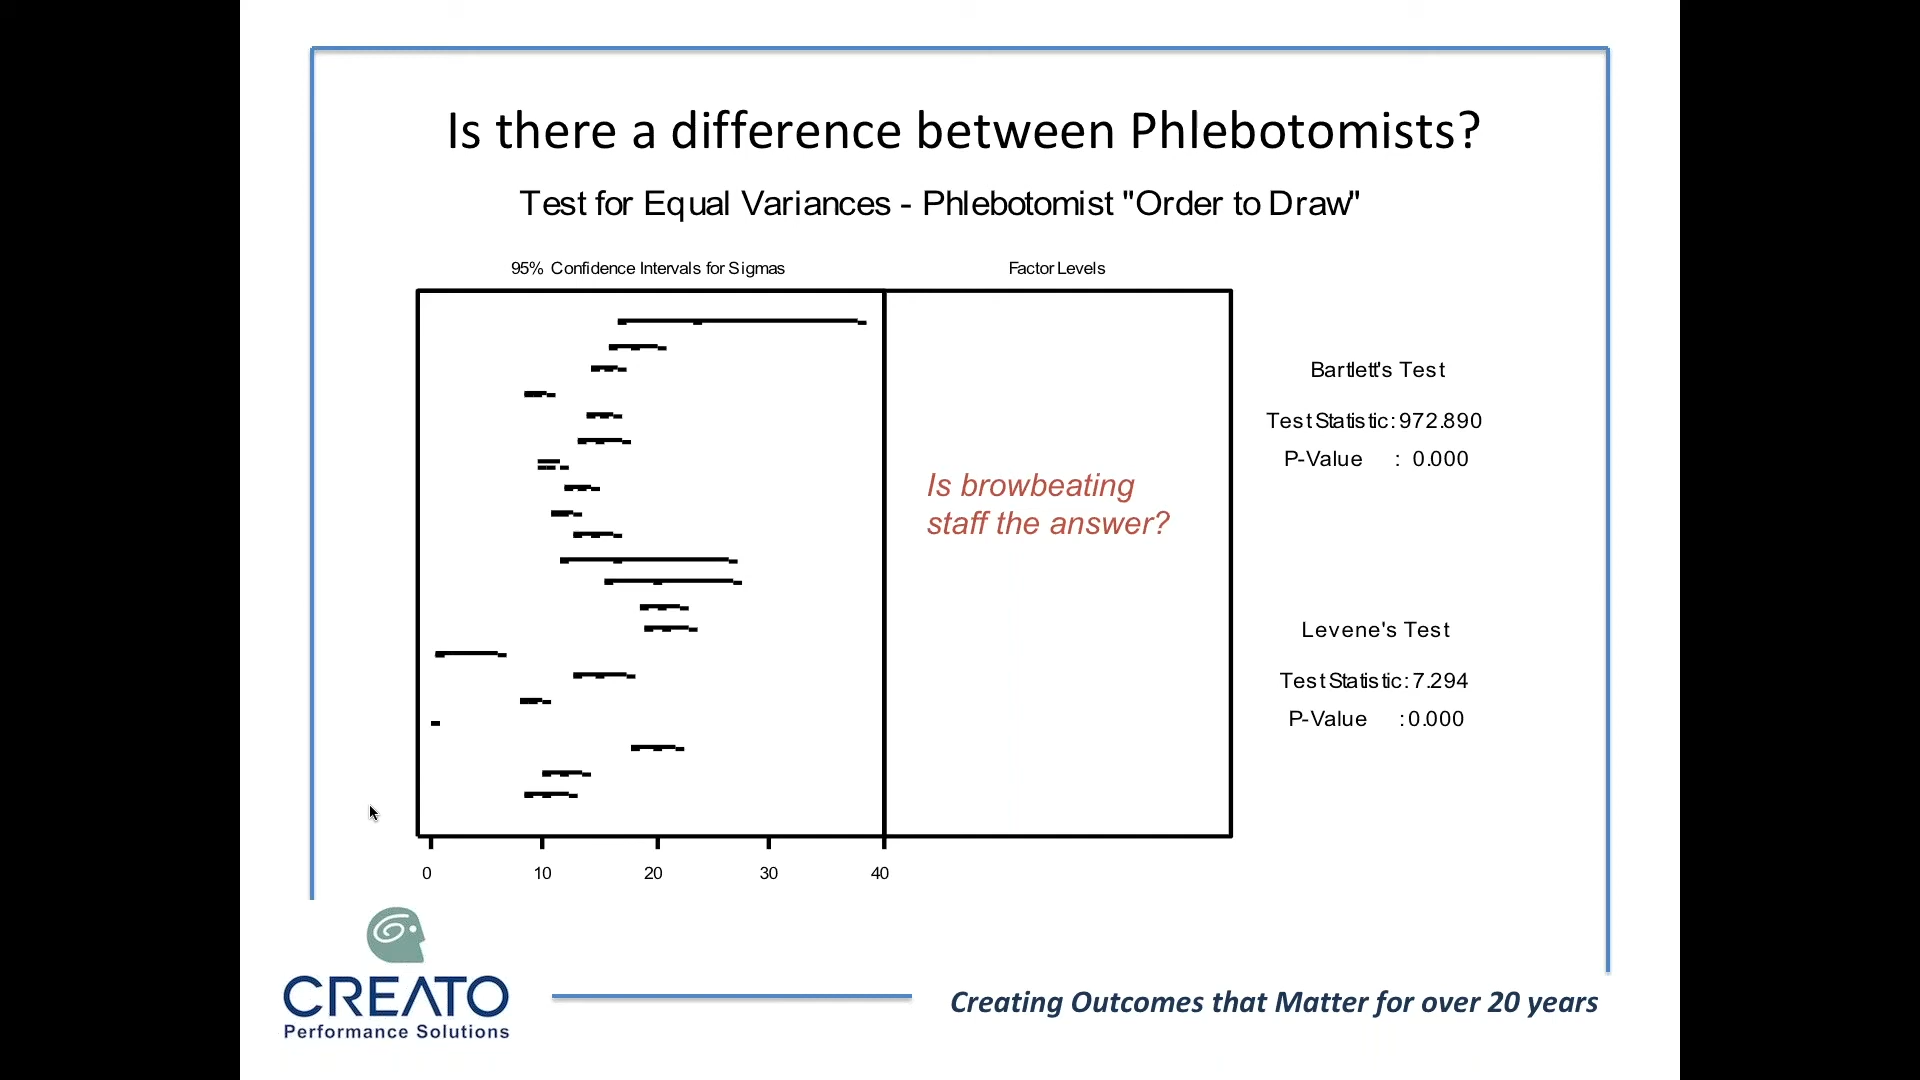 Is there a difference between Phlebotomists?
Test for Equal Variances - Phlebotomist "Order to Draw"
95% Confidence Intervals for Sigmas
Factor Levels
Bartlett's Test
Test Statistic: 972.890
P-Value : 0.000
Is browbeating
staff the answer?
Levene's Test
Test Statistic: 7.294
P-Value : 0.000
0 10 20 30 40
CREATO
Performance Solutions
Creating Outcomes that Matter for over 20 years